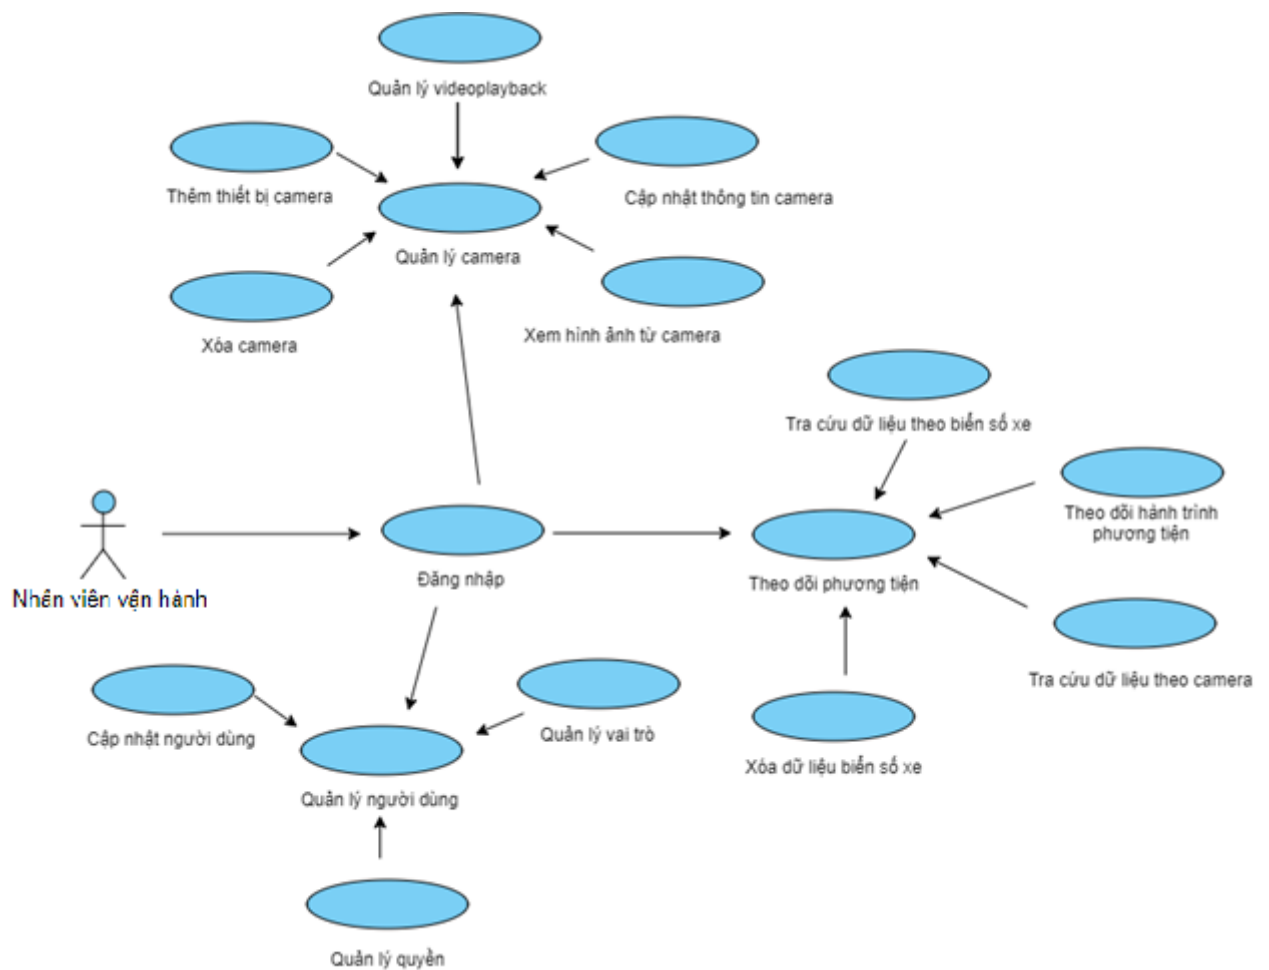 Quản lý videoplayback
Thêm thiết bị camera
Cập nhật thông tin camera
Quản lý camera
Xóa camera
Xem hình ảnh từ camera
Tra cứu dữ liệu theo biển số xe
Theo dõi hành trình
phương tiện
Nhân viên vận hành
Đăng nhập
Theo dõi phương tiện
Tra cứu dữ liệu theo camera
Cập nhật người dùng
Quản lý vai trò
Xóa dữ liệu biển số xe
Quản lý người dùng
Quản lý quyền